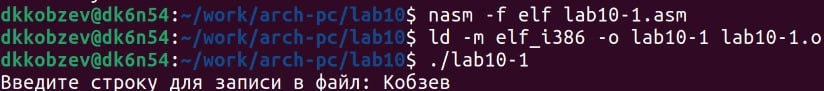 dkkobzev@dk6n54:~/work/arch-pc/lab10$ nasm -f elf lab10-1.asm
dkkobzev@dk6n54:~/work/arch-pc/lab10$ ld -m elf_i386 -o lab10-1 lab10-1.o
dkkobzev@dk6n54:~/work/arch-pc/lab10$ ./lab10-1
Введите строку для записи в файл: Кобзев